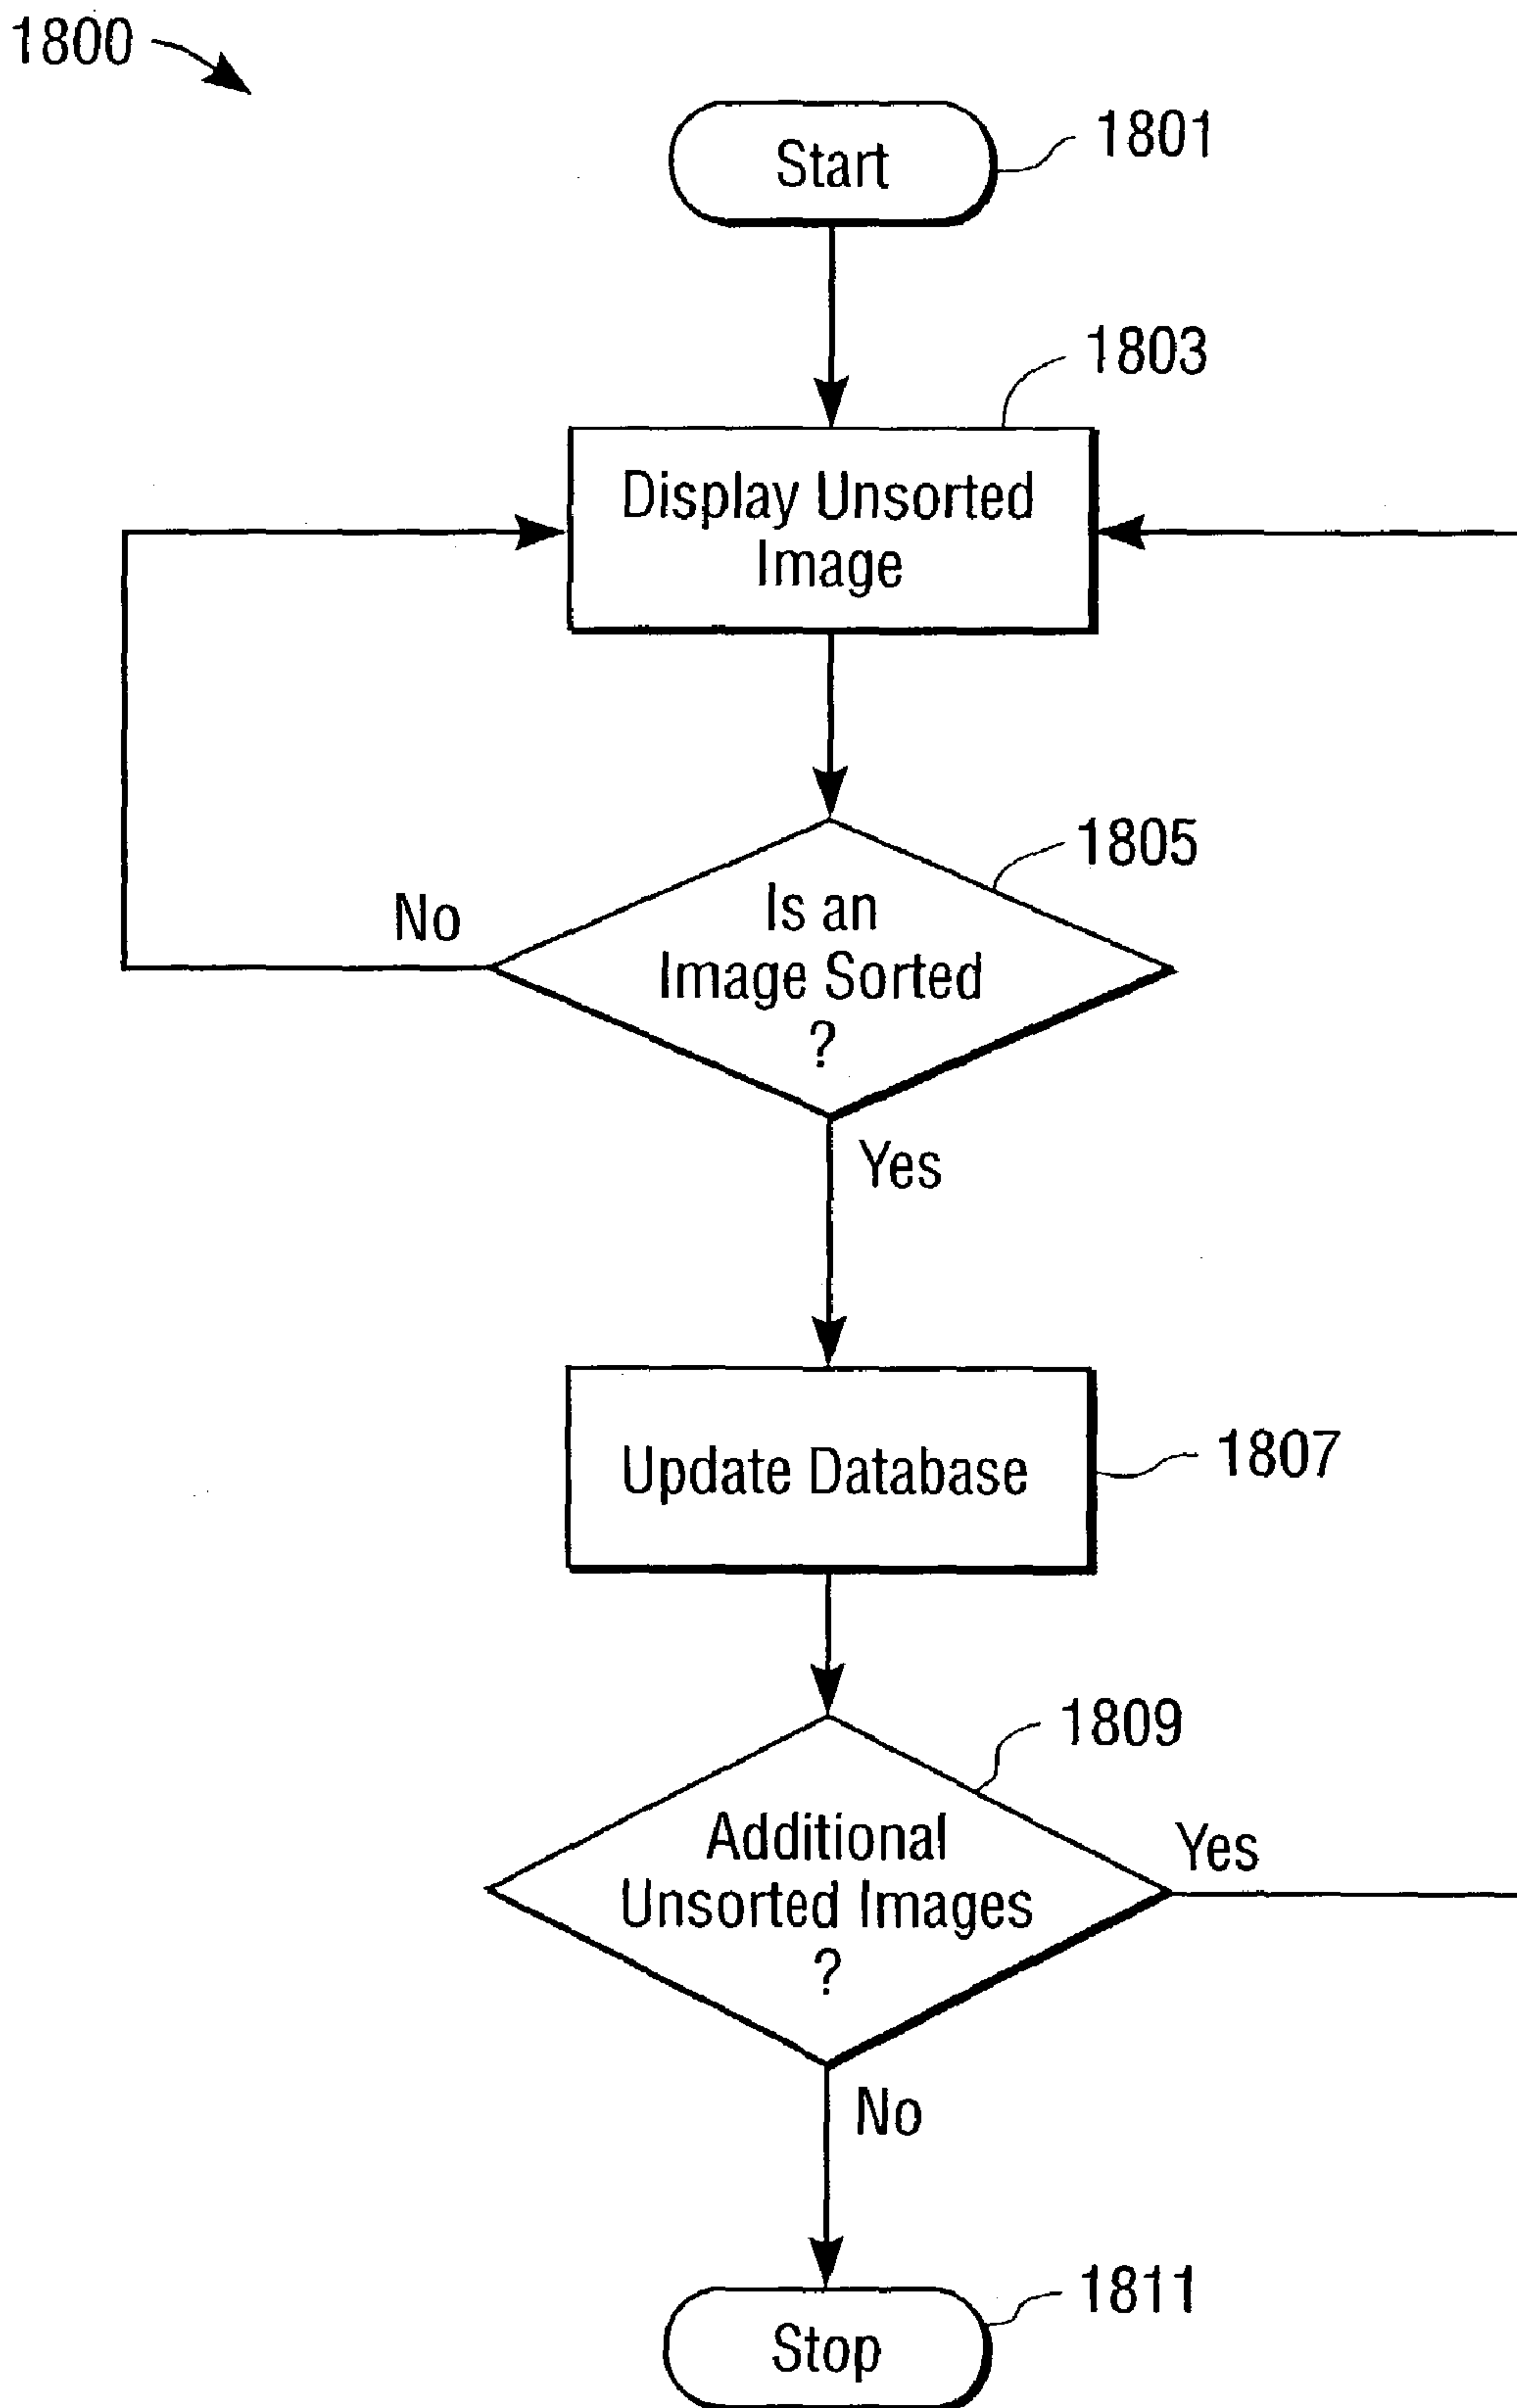 1800
Start
1801
1803
Display Unsorted
Image
1805
Is an
Image Sorted
?
No
Yes
Update Database
1807
1809
Additional
Unsorted Images
?
Yes
No
1811
Stop